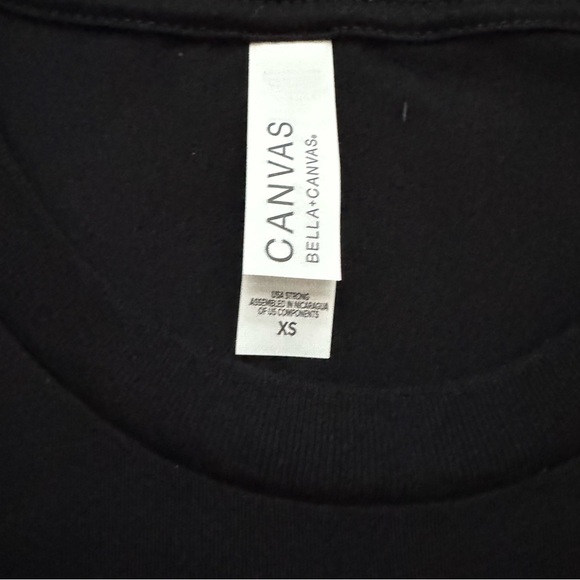 CANVAS
BELLA+CANVAS®
USA STRONG
ASSEMBLED IN NICARAGUA
OF US COMPONENTS
XS